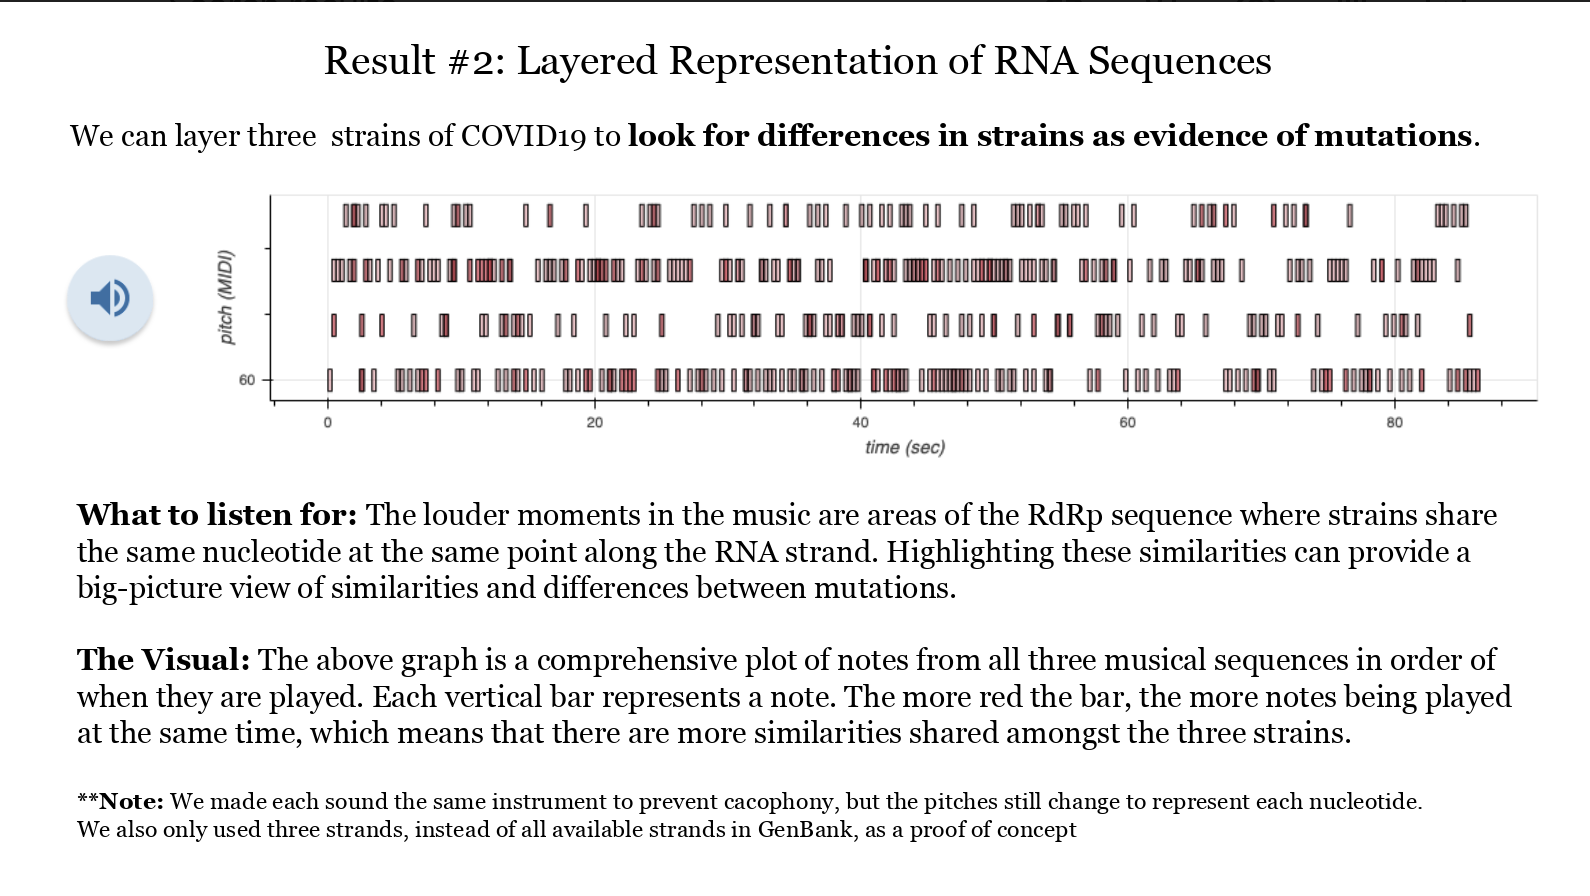 Result #2: Layered Representation of RNA Sequences
We can layer three strains of COVID19 to look for differences in strains as evidence of mutations.
pitch (MIDI)
60
0 20 40 60 80
time (sec)
What to listen for: The louder moments in the music are areas of the RdRp sequence where strains share
the same nucleotide at the same point along the RNA strand. Highlighting these similarities can provide a
big-picture view of similarities and differences between mutations.
The Visual: The above graph is a comprehensive plot of notes from all three musical sequences in order of
when they are played. Each vertical bar represents a note. The more red the bar, the more notes being played
at the same time, which means that there are more similarities shared amongst the three strains.
**Note: We made each sound the same instrument to prevent cacophony, but the pitches still change to represent each nucleotide.
We also only used three strands, instead of all available strands in GenBank, as a proof of concept